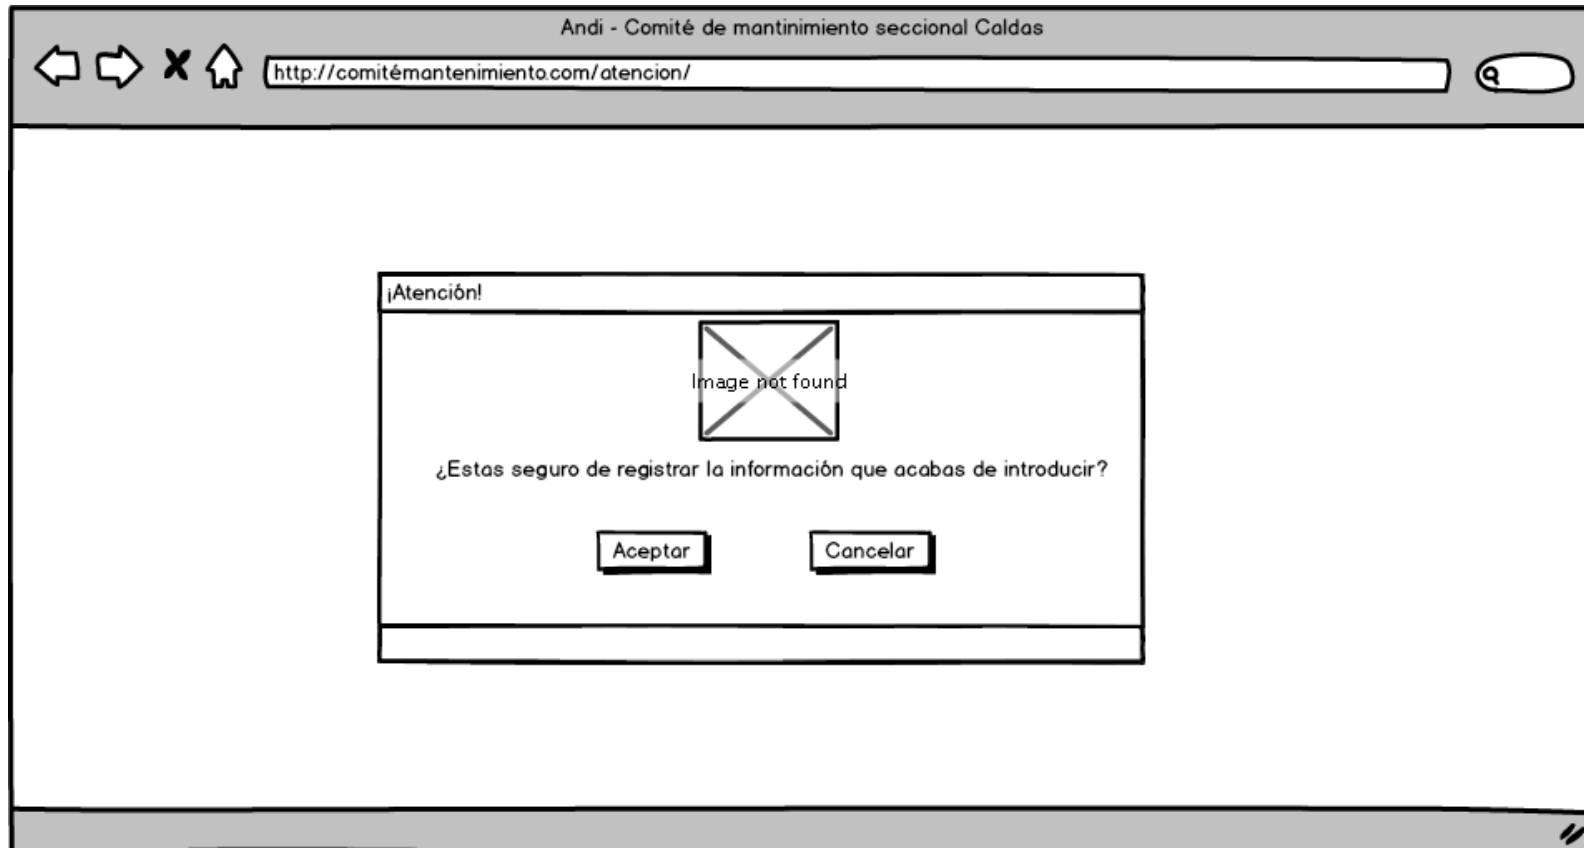 Andi - Comité de mantinimiento seccional Caldas
http://comitémantenimiento.com/atencion/
¡Atención!
Image not found
¿Estas seguro de registrar la información que acabas de introducir?
Aceptar
Cancelar